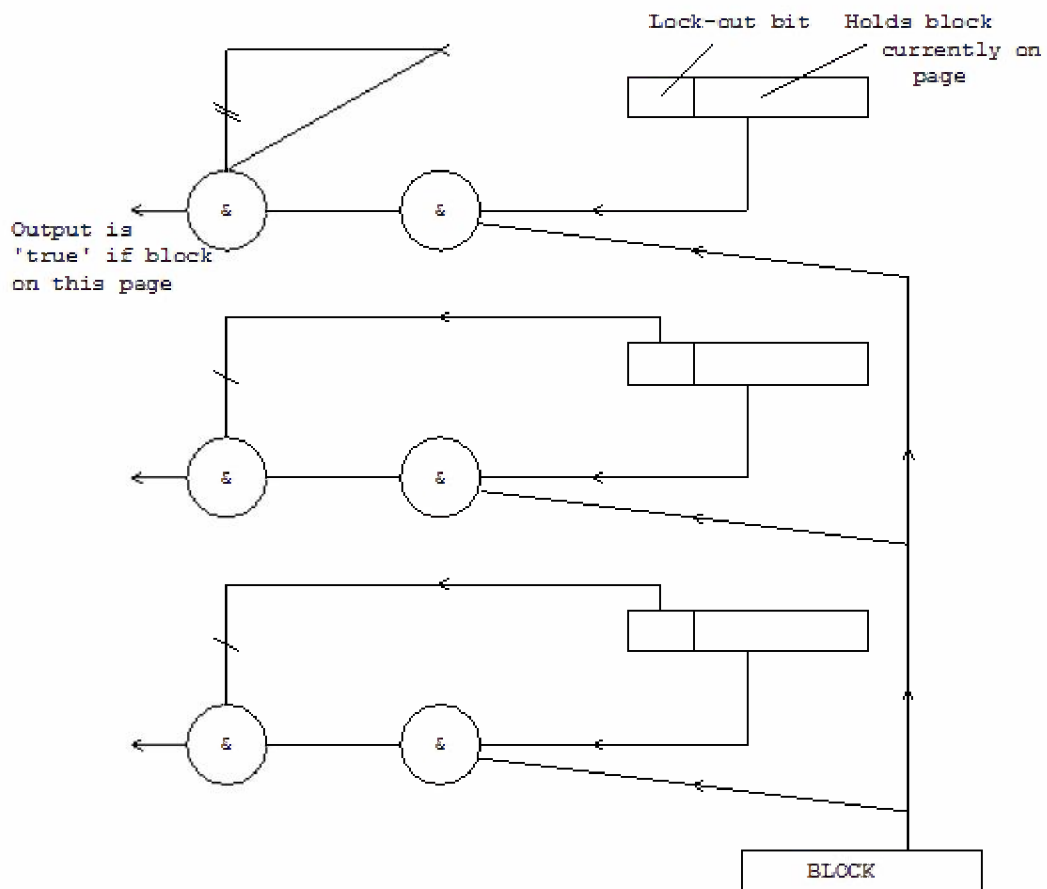 Lock-out bit
Holds block
currently on
page
&
&
Output is
'true' if block
on this page
&
&
&
&
BLOCK